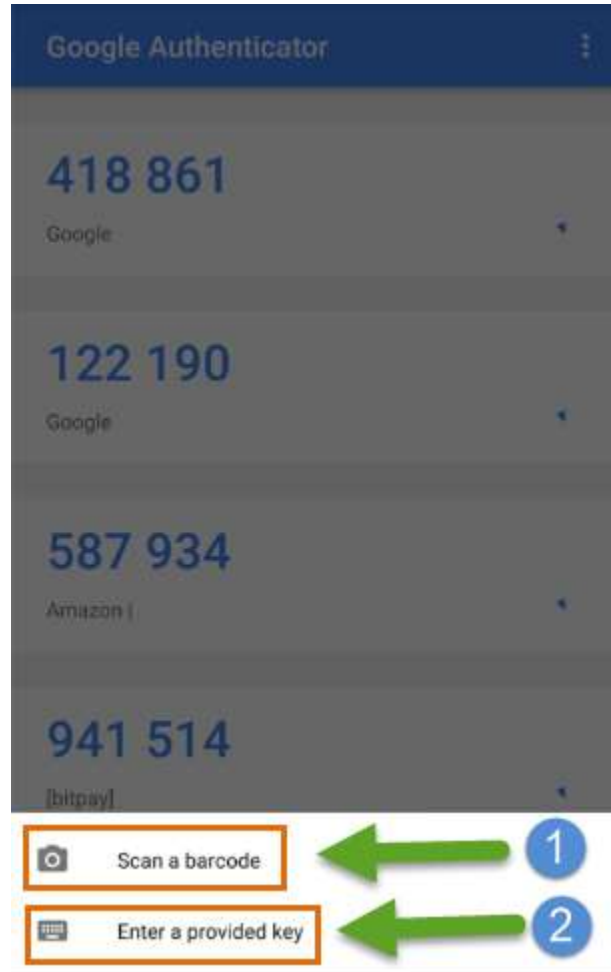 Google Authenticator
418 861
Google
122 190
Google
587 934
Amazon |
941 514
[bitpay]
Scan a barcode
1
Enter a provided key
2